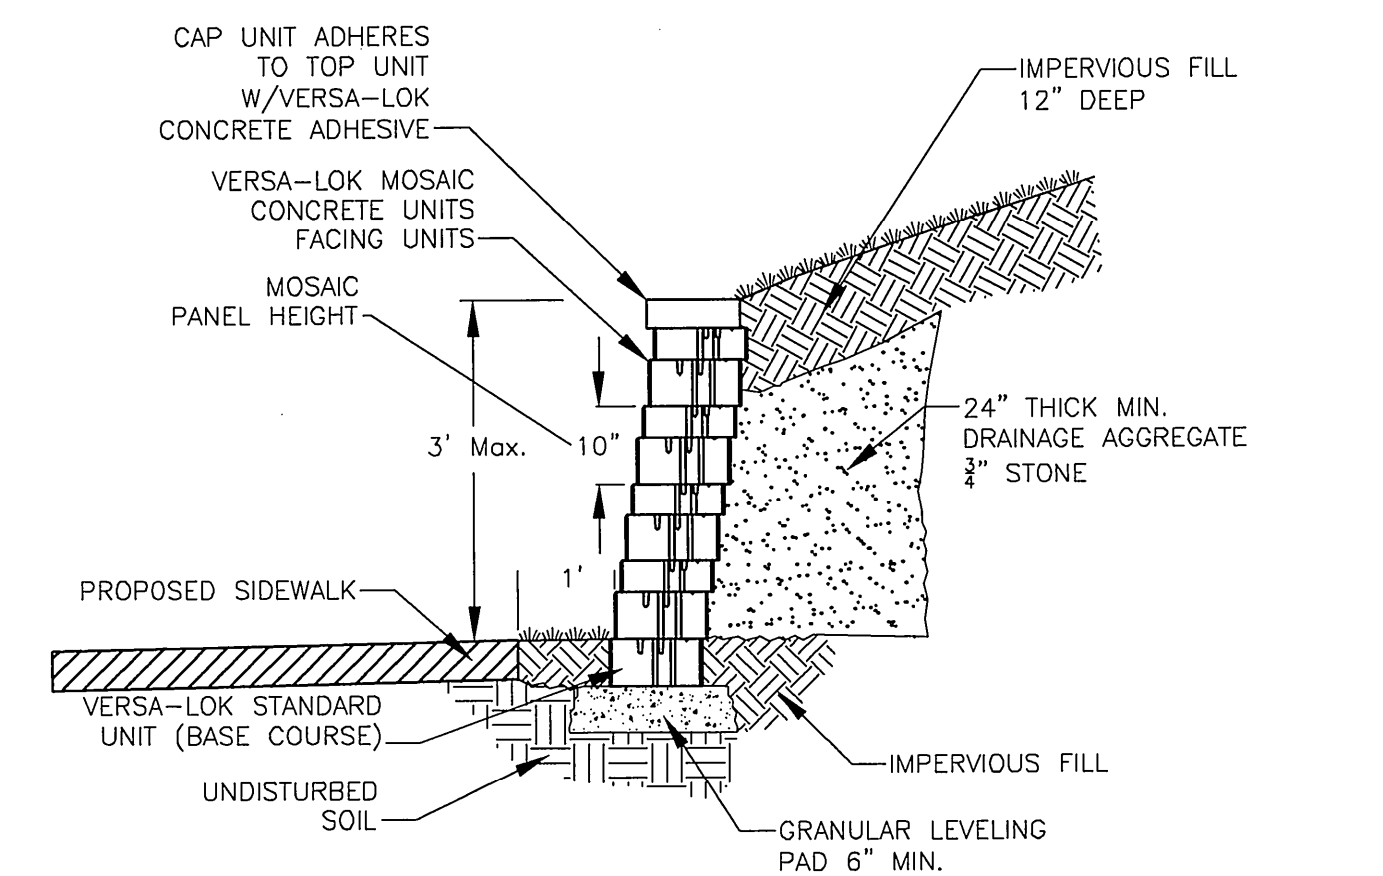 CAP UNIT ADHERES
TO TOP UNIT
W/VERSA-LOK
CONCRETE ADHESIVE
VERSA-LOK MOSAIC
CONCRETE UNITS
FACING UNITS
MOSAIC
PANEL HEIGHT
IMPERVIOUS FILL
12" DEEP
3' Max.
10"
24" THICK MIN.
DRAINAGE AGGREGATE
3/4" STONE
1'
PROPOSED SIDEWALK
VERSA-LOK STANDARD
UNIT (BASE COURSE)
UNDISTURBED
SOIL
IMPERVIOUS FILL
GRANULAR LEVELING
PAD 6" MIN.